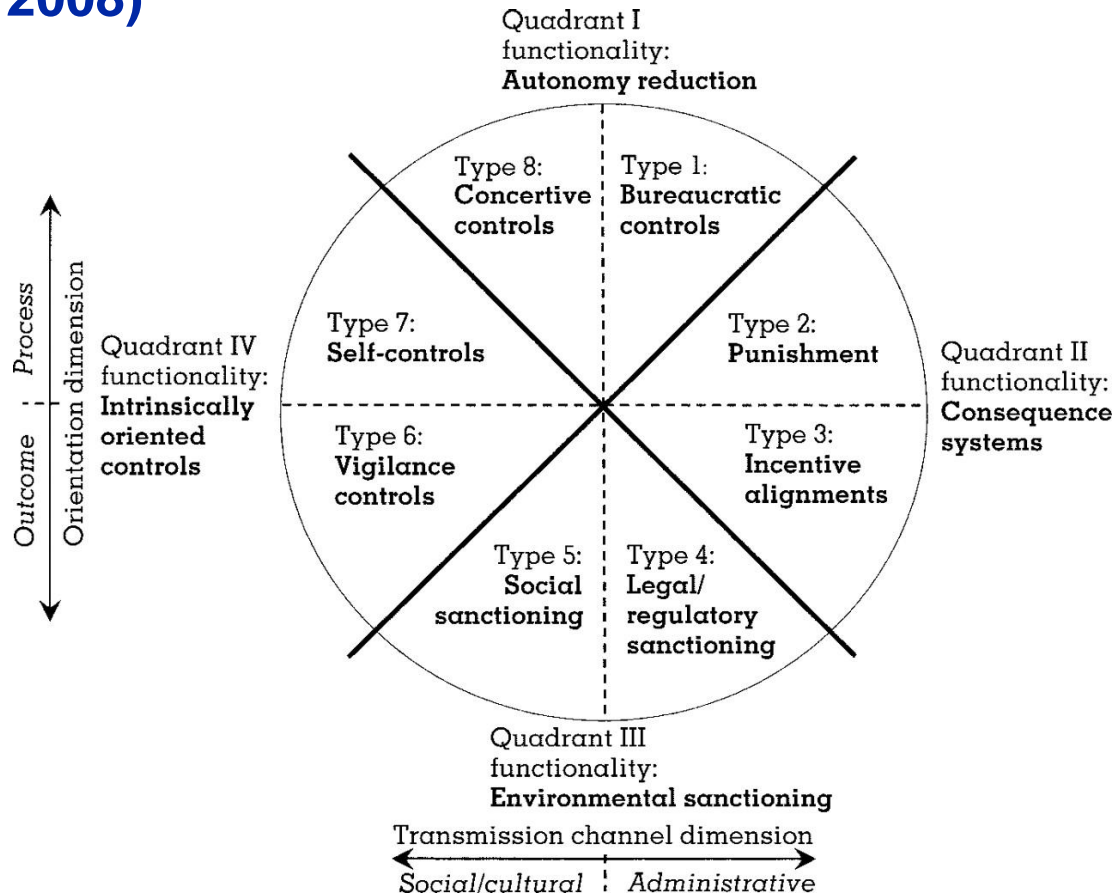 2008)
Quadrant I
functionality:
Autonomy reduction
Type 8:
Concertive
controls
Type 1:
Bureaucratic
controls
Type 7:
Self-controls
Type 2:
Punishment
Process
Outcome
Orientation dimension
Quadrant IV
functionality:
Intrinsically
oriented
controls
Quadrant II
functionality:
Consequence
systems
Type 6:
Vigilance
controls
Type 3:
Incentive
alignments
Type 5:
Social
sanctioning
Type 4:
Legal/
regulatory
sanctioning
Quadrant III
functionality:
Environmental sanctioning
Transmission channel dimension
Social/cultural
Administrative